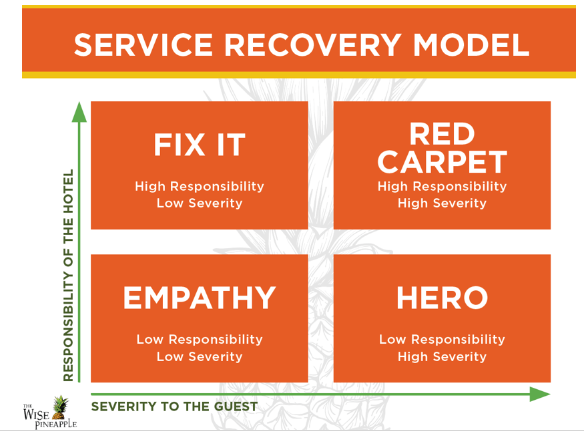 SERVICE RECOVERY MODEL
FIX IT
High Responsibility
Low Severity
RED
CARPET
High Responsibility
High Severity
EMPATHY
Low Responsibility
Low Severity
HERO
Low Responsibility
High Severity
RESPONSIBILITY OF THE HOTEL
SEVERITY TO THE GUEST
THE
WISE
PINEAPPLE